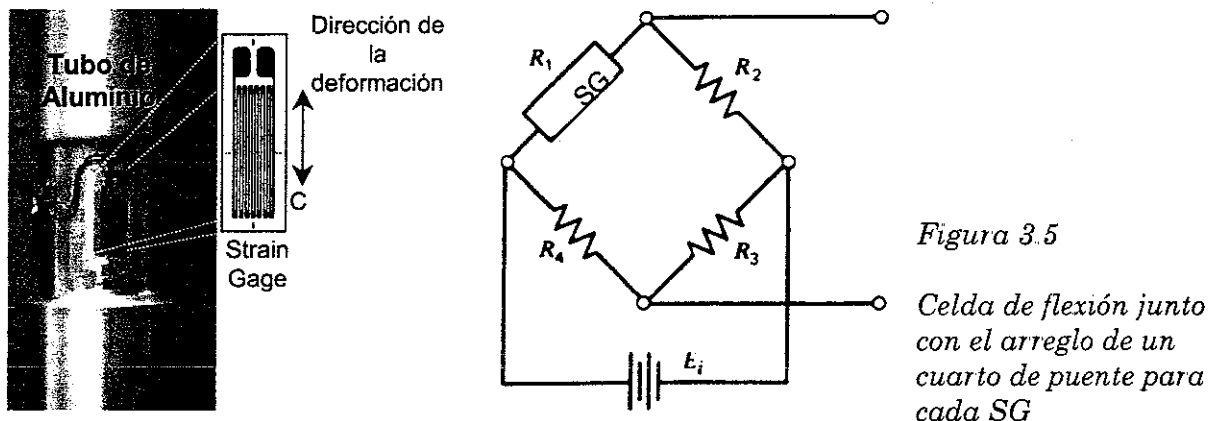 Tubo de
Aluminio
Dirección de
la
deformación
C
Strain
Gage
R₁
SG
R₂
R₄
R₃
E_i
Figura 3.5
Celda de flexión junto
con el arreglo de un
cuarto de puente para
cada SG